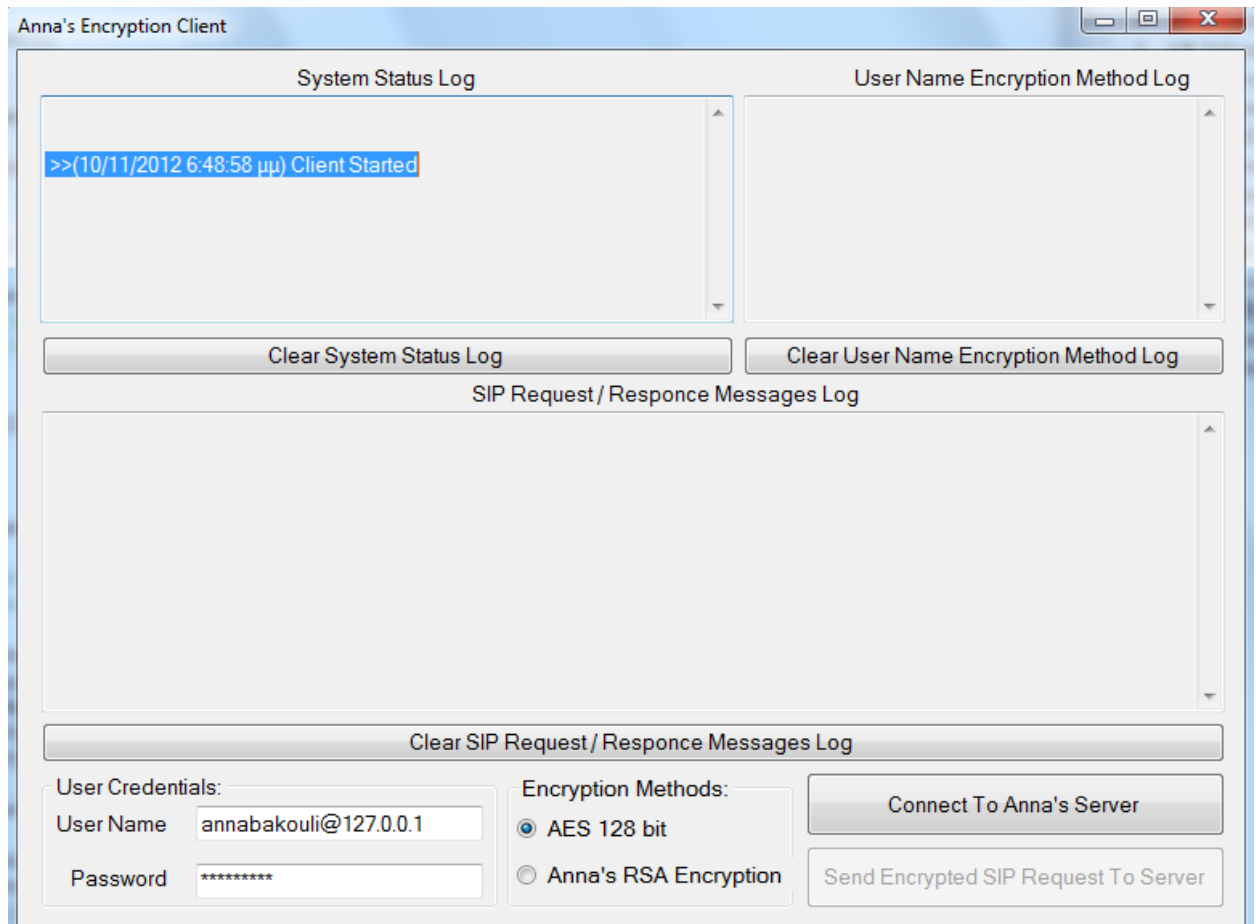 Anna's Encryption Client
System Status Log
User Name Encryption Method Log
>>(10/11/2012 6:48:58 μμ) Client Started
Clear System Status Log
Clear User Name Encryption Method Log
SIP Request / Responce Messages Log
Clear SIP Request / Responce Messages Log
User Credentials:
User Name
annabakouli@127.0.0.1
Password
*********
Encryption Methods:
AES 128 bit
Anna's RSA Encryption
Connect To Anna's Server
Send Encrypted SIP Request To Server